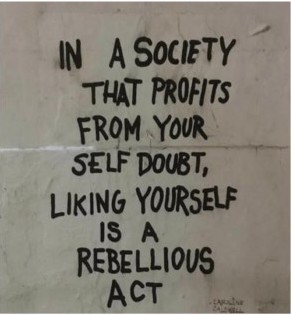 IN A SOCIETY
THAT PROFITS
FROM YOUR
SELF DOUBT,
LIKING YOURSELF
IS A
REBELLIOUS
ACT